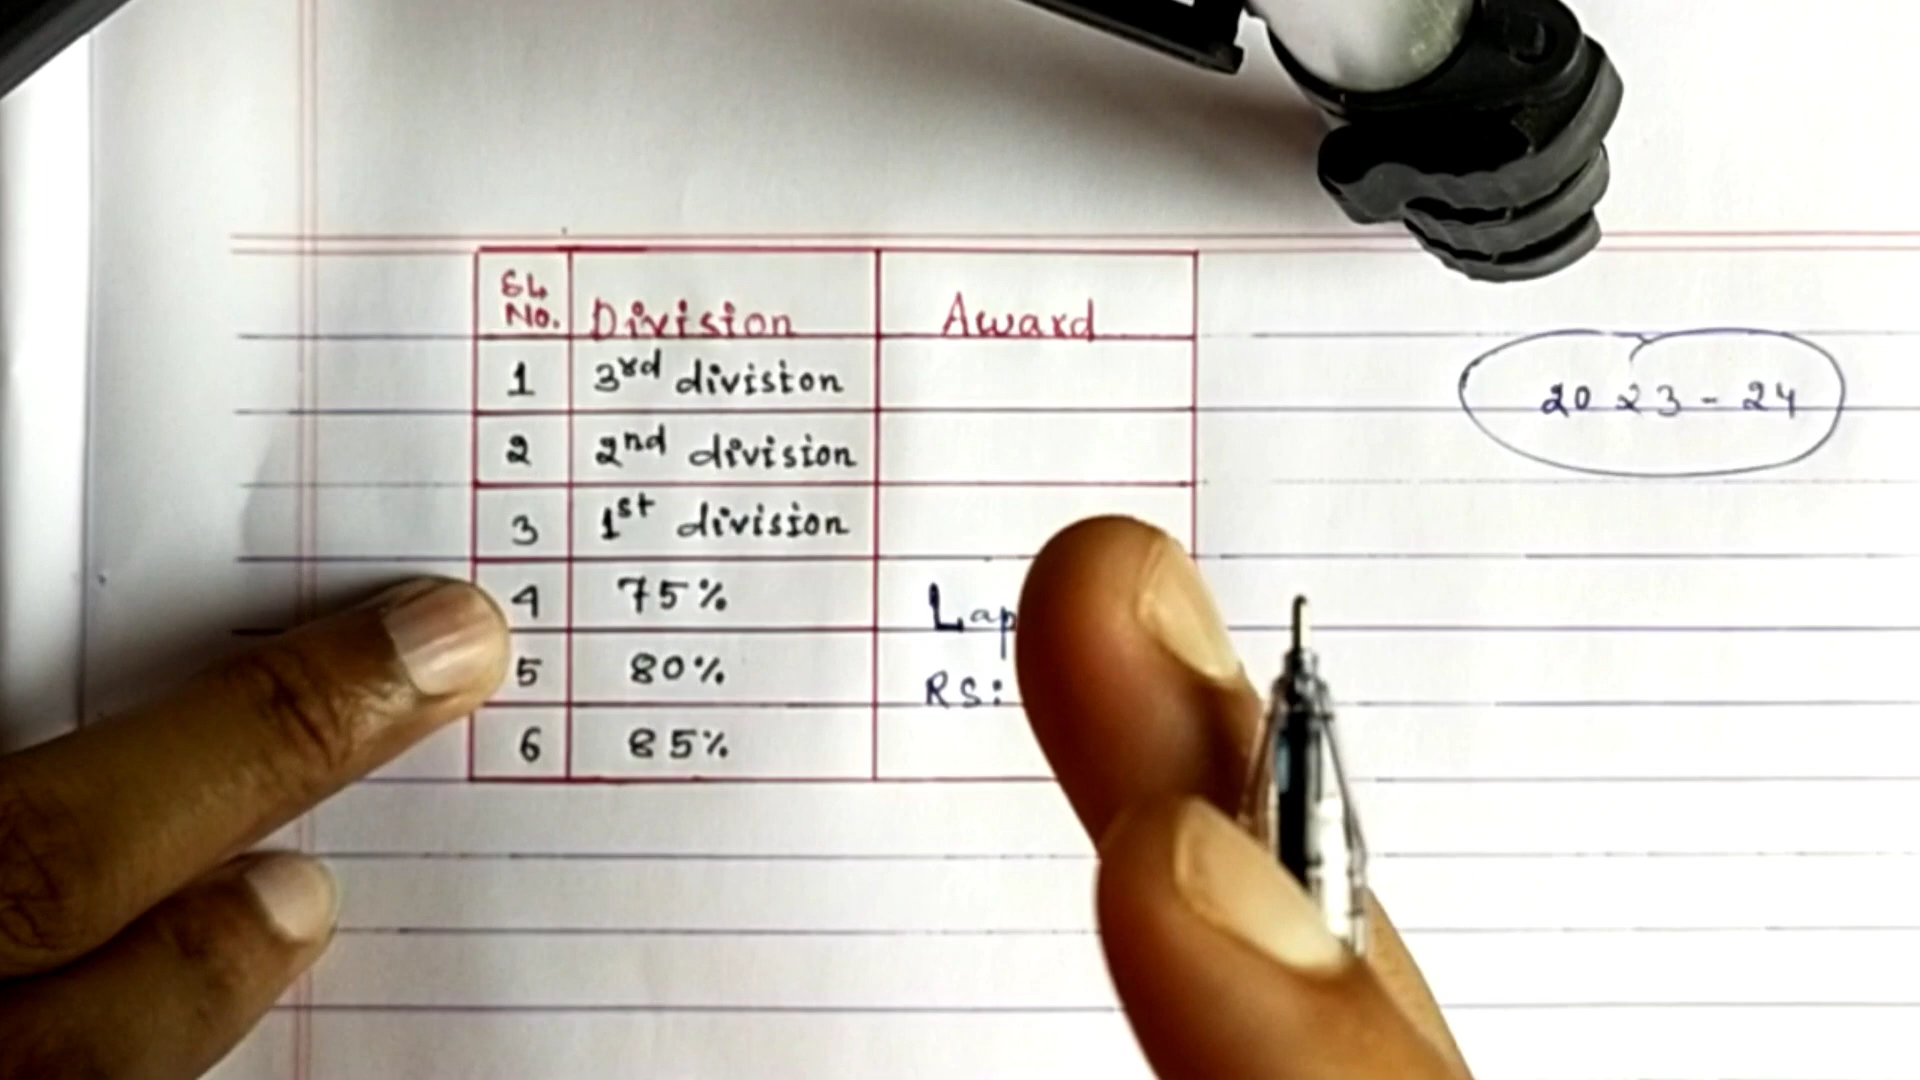 SL No. Division Award
1 3rd division
2 2nd division
3 1st division
4 75%
5 80% RS:
6 85%
2023-24